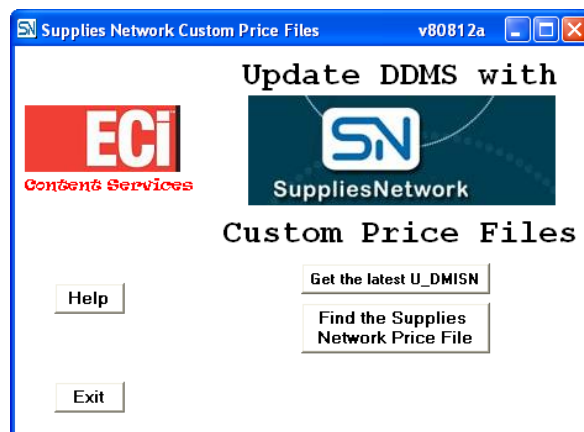 SN Supplies Network Custom Price Files v80812a
Update DDMS with
ECi
Content Services
SN
SuppliesNetwork
Custom Price Files
Get the latest U_DMISN
Help
Find the Supplies
Network Price File
Exit